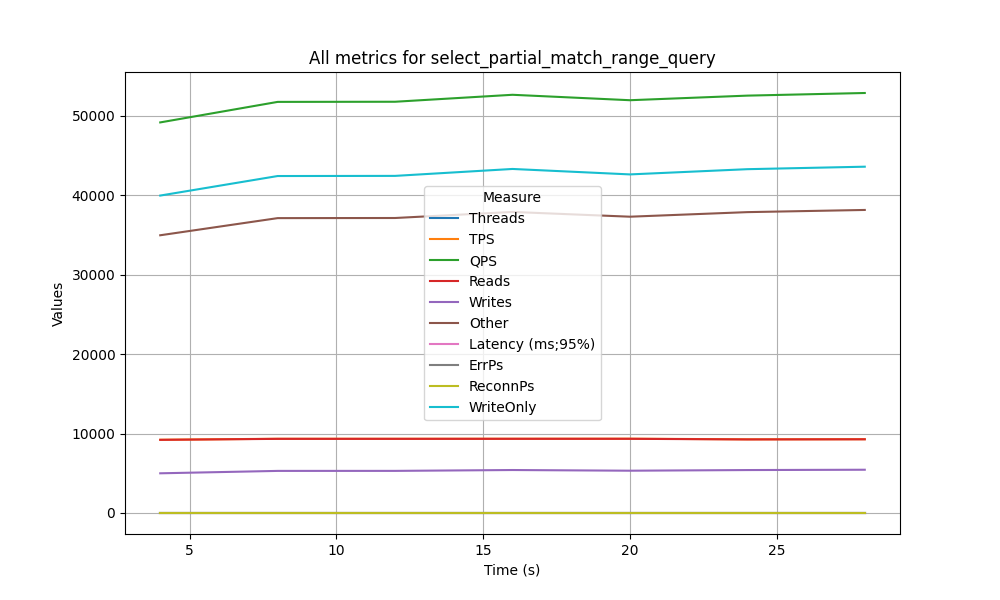 All metrics for select_partial_match_range_query
50000
40000
30000
20000
10000
0
Values
Measure
Threads
TPS
QPS
Reads
Writes
Other
Latency (ms;95%)
ErrPs
ReconnPs
WriteOnly
5
10
15
20
25
Time (s)